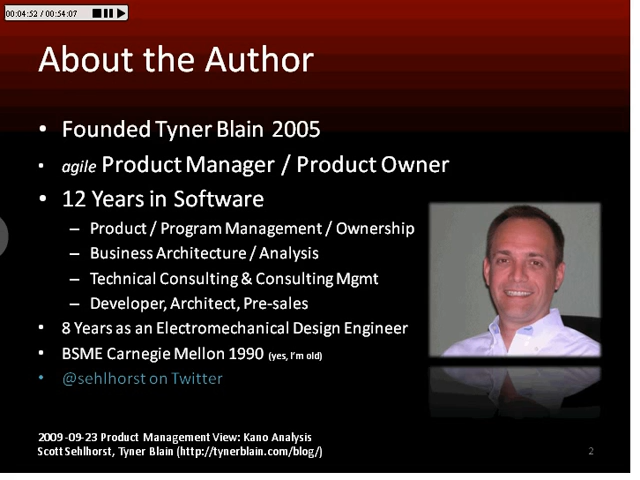 00:04:52 / 00:54:07
About the Author
• Founded Tyner Blain 2005
• agile Product Manager / Product Owner
• 12 Years in Software
– Product / Program Management / Ownership
– Business Architecture / Analysis
– Technical Consulting & Consulting Mgmt
– Developer, Architect, Pre-sales
• 8 Years as an Electromechanical Design Engineer
• BSME Carnegie Mellon 1990 (yes, I'm old)
• @sehlhorst on Twitter
2009-09-23 Product Management View: Kano Analysis
Scott Sehlhorst, Tyner Blain (http://tynerblain.com/blog/)
2